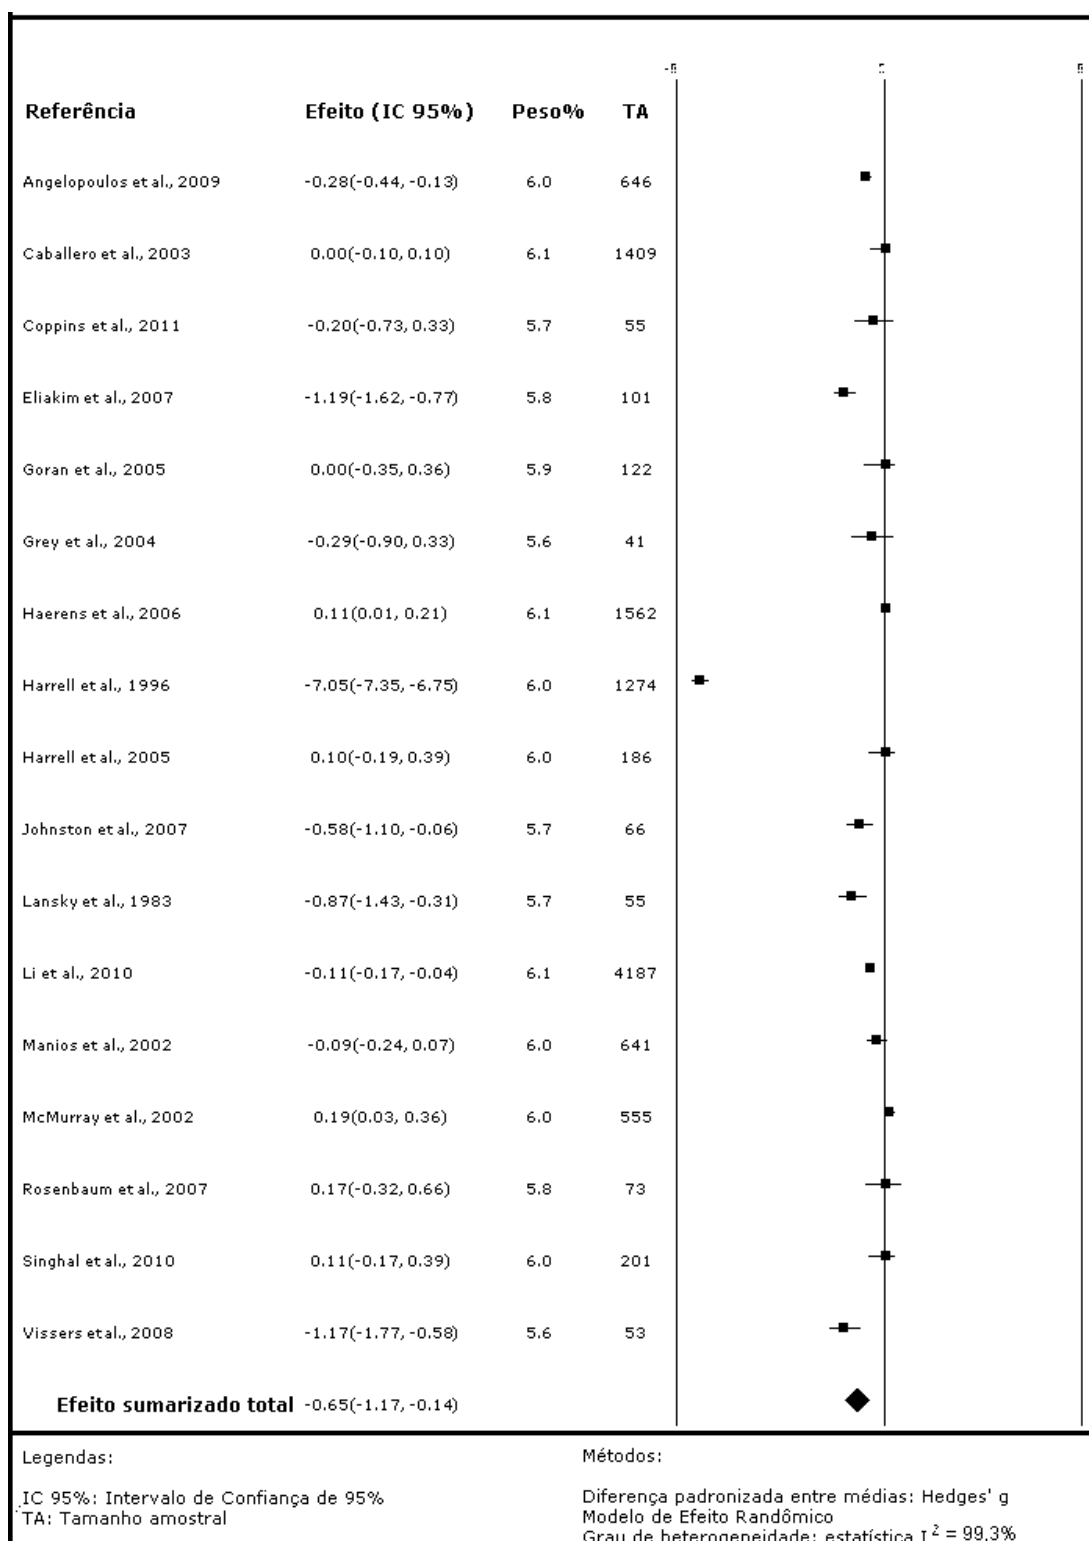 -5 0 5
Referência Efeito (IC 95%) Peso% TA
Angelopoulos et al., 2009 -0.28(-0.44, -0.13) 6.0 646
Caballero et al., 2003 0.00(-0.10, 0.10) 6.1 1409
Coppins et al., 2011 -0.20(-0.73, 0.33) 5.7 55
Eliakim et al., 2007 -1.19(-1.62, -0.77) 5.8 101
Goran et al., 2005 0.00(-0.35, 0.36) 5.9 122
Grey et al., 2004 -0.29(-0.90, 0.33) 5.6 41
Haerens et al., 2006 0.11(0.01, 0.21) 6.1 1562
Harrell et al., 1996 -7.05(-7.35, -6.75) 6.0 1274
Harrell et al., 2005 0.10(-0.19, 0.39) 6.0 186
Johnston et al., 2007 -0.58(-1.10, -0.06) 5.7 66
Lansky et al., 1983 -0.87(-1.43, -0.31) 5.7 55
Li et al., 2010 -0.11(-0.17, -0.04) 6.1 4187
Manios et al., 2002 -0.09(-0.24, 0.07) 6.0 641
McMurray et al., 2002 0.19(0.03, 0.36) 6.0 555
Rosenbaum et al., 2007 0.17(-0.32, 0.66) 5.8 73
Singhal et al., 2010 0.11(-0.17, 0.39) 6.0 201
Vissers et al., 2008 -1.17(-1.77, -0.58) 5.6 53
Efeito sumarizado total -0.65(-1.17, -0.14)
Legendas:
IC 95%: Intervalo de Confiança de 95%
TA: Tamanho amostral
Métodos:
Diferença padronizada entre médias: Hedges' g
Modelo de Efeito Randômico
Grau de heterogeneidade: estatística I² = 99,3%